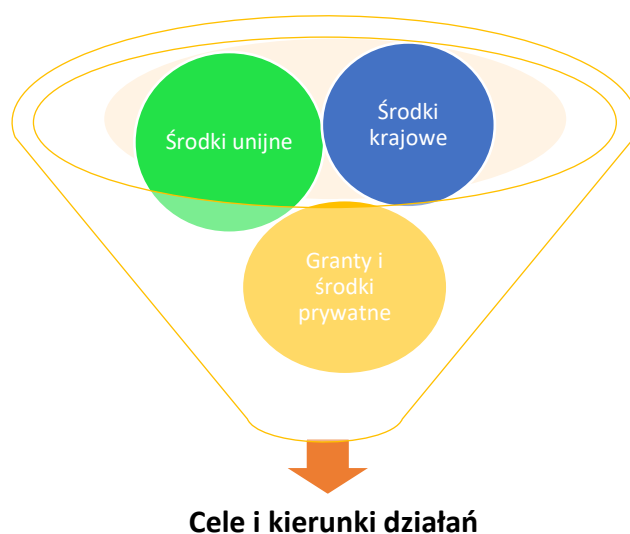 Środki unijne
Środki
krajowe
Granty i
środki
prywatne
Cele i kierunki działań